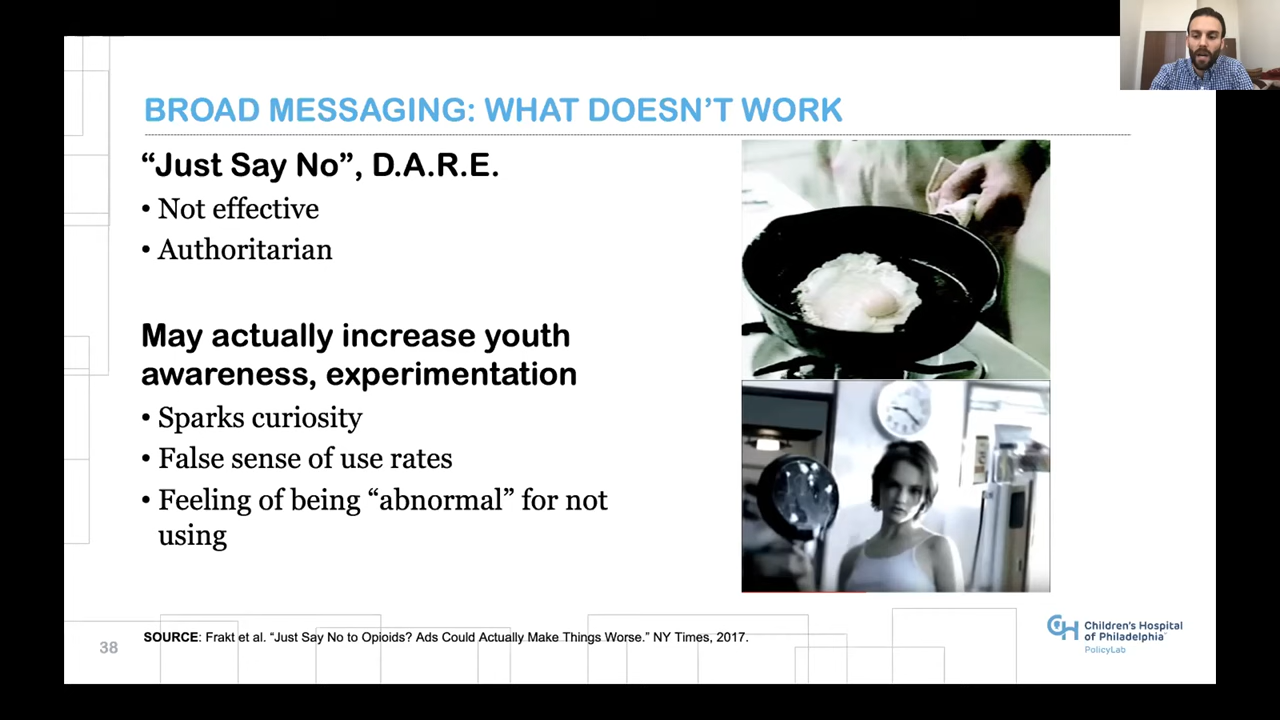 BROAD MESSAGING: WHAT DOESN'T WORK
“Just Say No”, D.A.R.E.
• Not effective
• Authoritarian
May actually increase youth
awareness, experimentation
• Sparks curiosity
• False sense of use rates
• Feeling of being “abnormal” for not
using
SOURCE: Frakt et al. “Just Say No to Opioids? Ads Could Actually Make Things Worse.” NY Times, 2017.
38
CH Children's Hospital
of Philadelphia
PolicyLab